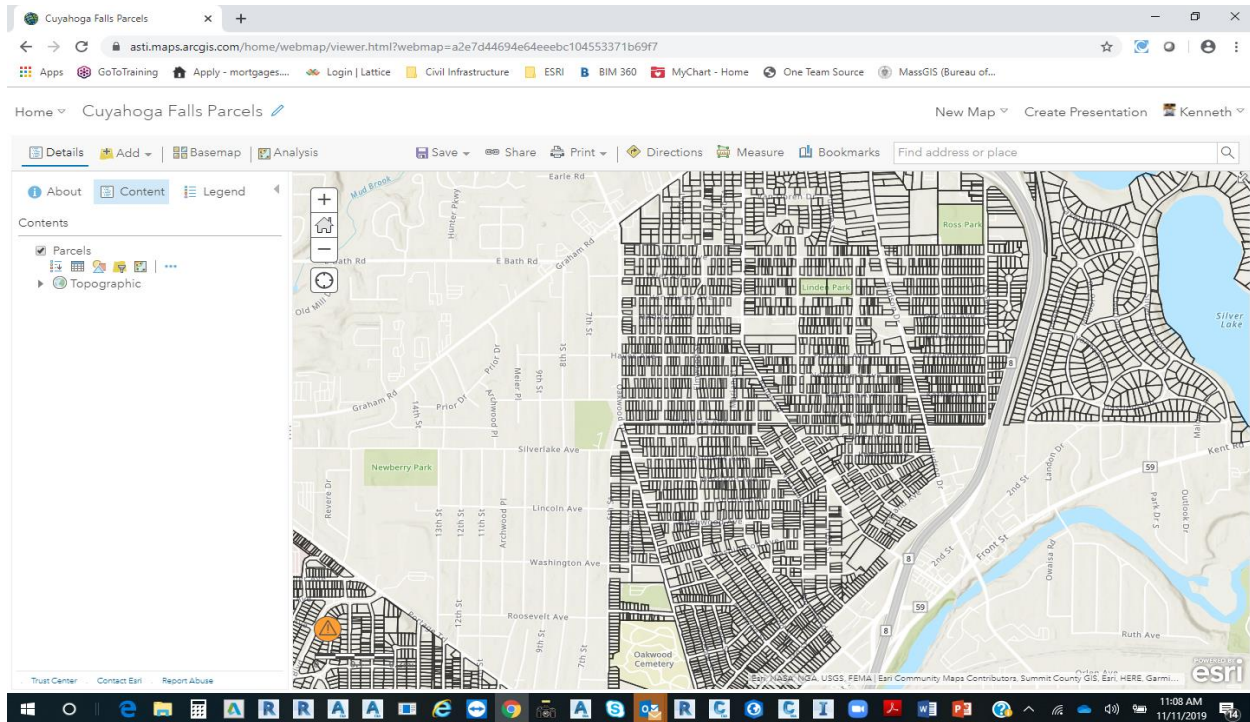 Cuyahoga Falls Parcels
asti.maps.arcgis.com/home/webmap/viewer.html?webmap=a2e7d44694e64eeebc104553371b69f7
Apps GoToTraining Apply - mortgages.... Login | Lattice Civil Infrastructure ESRI BIM 360 MyChart - Home One Team Source MassGIS (Bureau of...
Home Cuyahoga Falls Parcels New Map Create Presentation Kenneth
Details Add Basemap Analysis Save Share Print Directions Measure Bookmarks Find address or place
About Content Legend
Contents
Parcels
Topographic
Trust Center Contact Esri Report Abuse
Mud Brook
Hunter Pkwy
Earle Rd
Ross Park
E Bath Rd
Graham Rd
Linden Park
Old Mill
7th St
8th St
Silver Lake
8
Prior Dr
Meier Pl
9th St
Graham Rd
14th St
Prior Dr
Archwood Pl
Silverlake Ave
Kent Rd
Newberry Park
Landon Dr
59
Revere Dr
2nd St
Park Dr S
Outlook Dr
13th St
12th St
11th St
Archwood Pl
Lincoln Ave
Front St
2nd St
Owaisa Rd
Washington Ave
8
59
12th St
Roosevelt Ave
9th St
7th St
8
Ruth Ave
Oakwood Cemetery
Esri, NASA, NGA, USGS, FEMA | Esri Community Maps Contributors, Summit County GIS, Esri, HERE, Garmi...
POWERED BY
esri
11:08 AM
11/11/2019